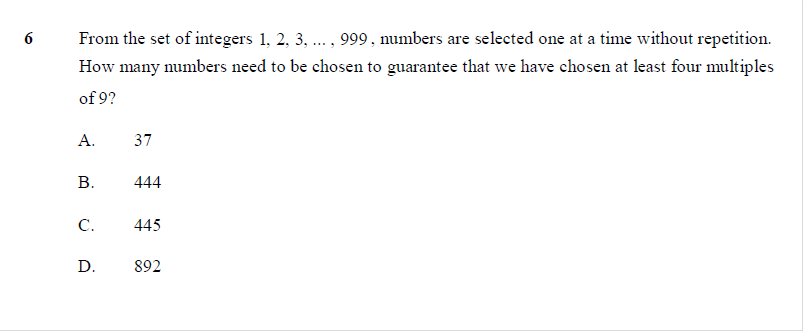 6 From the set of integers 1, 2, 3, ... , 999, numbers are selected one at a time without repetition.
How many numbers need to be chosen to guarantee that we have chosen at least four multiples
of 9?
A. 37
B. 444
C. 445
D. 892